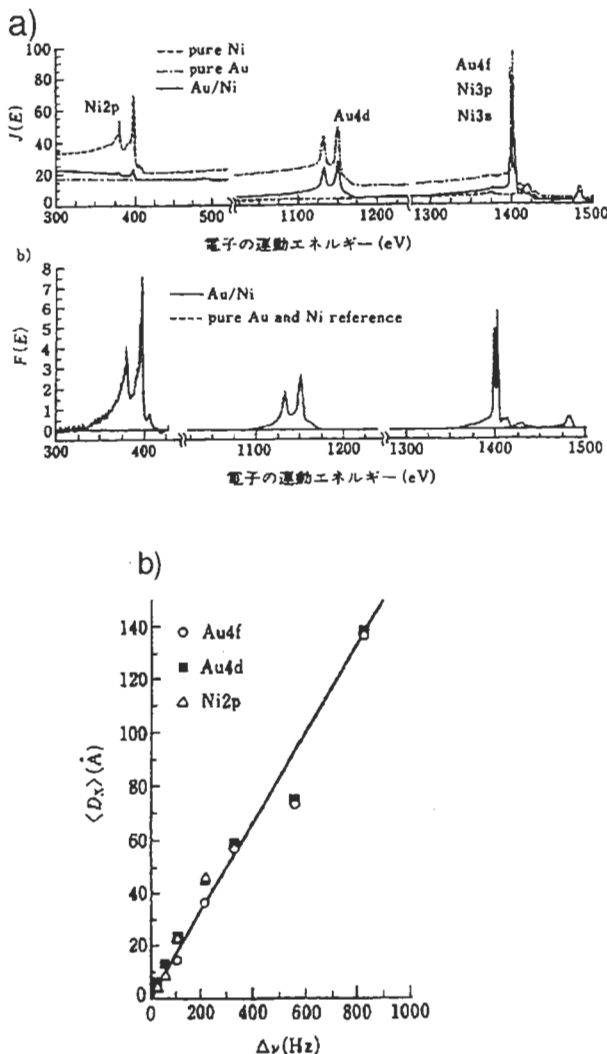 a)
100
80
60
40
20
0
J(E)
pure Ni
pure Au
Au/Ni
Ni2p
Au4d
Au4f
Ni3p
Ni3s
300 400 500 1100 1200 1300 1400 1500
電子の運動エネルギー(eV)
b)
8
7
6
5
4
3
2
1
0
F(E)
Au/Ni
pure Au and Ni reference
300 400 1100 1200 1300 1400 1500
電子の運動エネルギー(eV)
b)
140
120
100
80
60
40
20
0
⟨Dx⟩(Å)
Au4f
Au4d
Ni2p
0 200 400 600 800 1000
Δν(Hz)